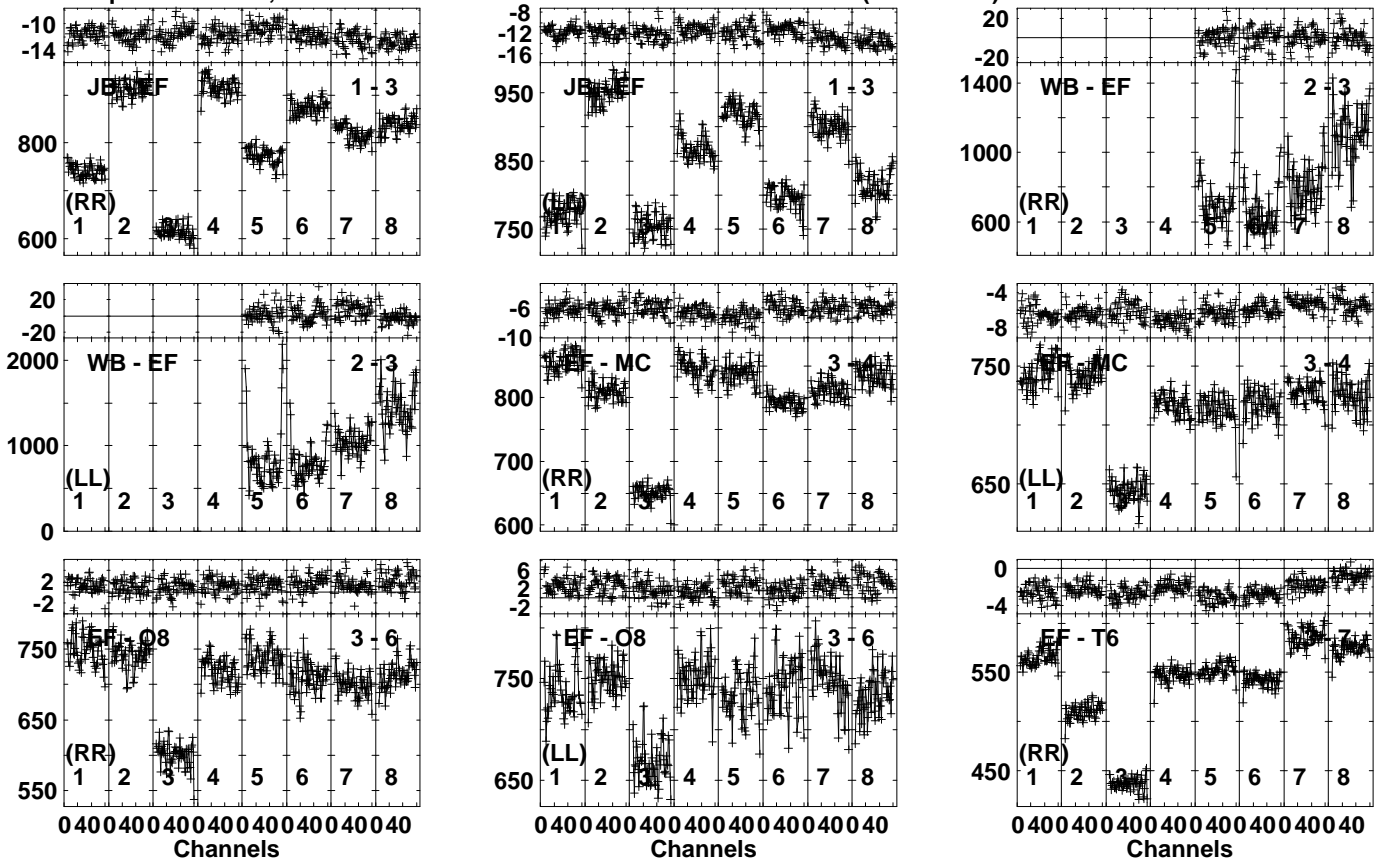 -10
-14
JB - EF 1 - 3
800
600
(RR)
1 2 3 4 5 6 7 8
-8
-12
-16
JB - EF 1 - 3
950
850
750
(LL)
1 2 3 4 5 6 7 8
20
-20
WB - EF 2 - 3
1400
1000
600
(RR)
1 2 3 4 5 6 7 8
20
-20
WB - EF 2 - 3
2000
1000
0
(LL)
1 2 3 4 5 6 7 8
-6
-10
EF - MC 3 - 4
800
700
600
(RR)
1 2 3 4 5 6 7 8
-4
-8
EF - MC 3 - 4
750
650
(LL)
1 2 3 4 5 6 7 8
2
-2
EF - O8 3 - 6
750
650
550
(RR)
1 2 3 4 5 6 7 8
0 40 0 40 0 40 0 40 0 40 0 40 0 40 0 40
Channels
6
2
-2
EF - O8 3 - 6
750
650
(LL)
1 2 3 4 5 6 7 8
0 40 0 40 0 40 0 40 0 40 0 40 0 40 0 40
Channels
0
-4
EF - T6 3 - 7
550
450
(RR)
1 2 3 4 5 6 7 8
0 40 0 40 0 40 0 40 0 40 0 40 0 40 0 40
Channels